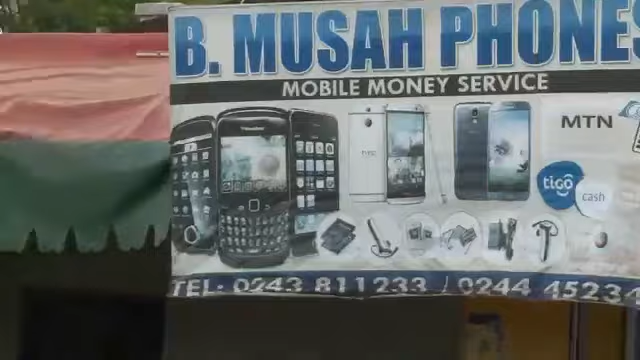 B. MUSAH PHONES
MOBILE MONEY SERVICE
MTN
tigo
cash
TEL: 0243 811233 / 0244 45234